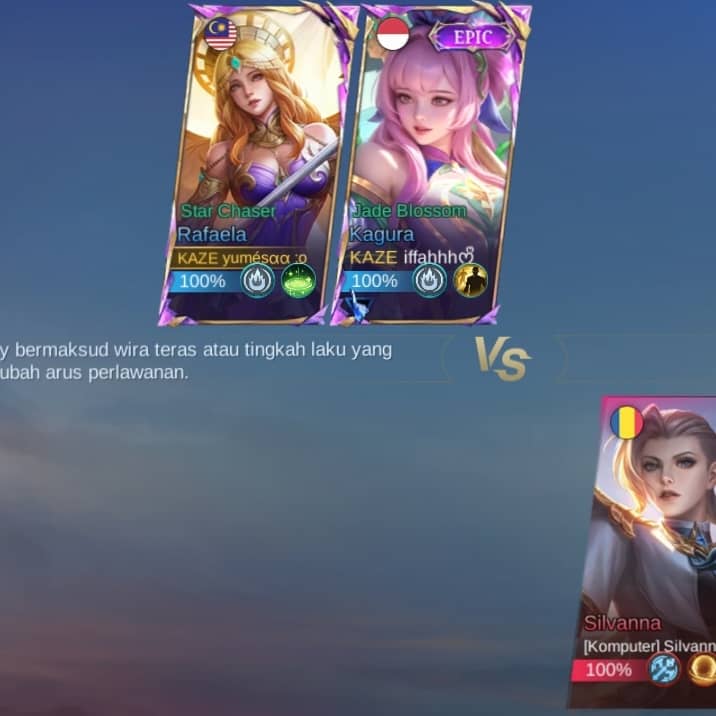 EPIC
Star Chaser
Rafaela
KAZE yumésαα :o
100%
Jade Blossom
Kagura
KAZE iffahhhಌ
100%
y bermaksud wira teras atau tingkah laku yang
ubah arus perlawanan.
VS
Silvanna
[Komputer] Silvann
100%